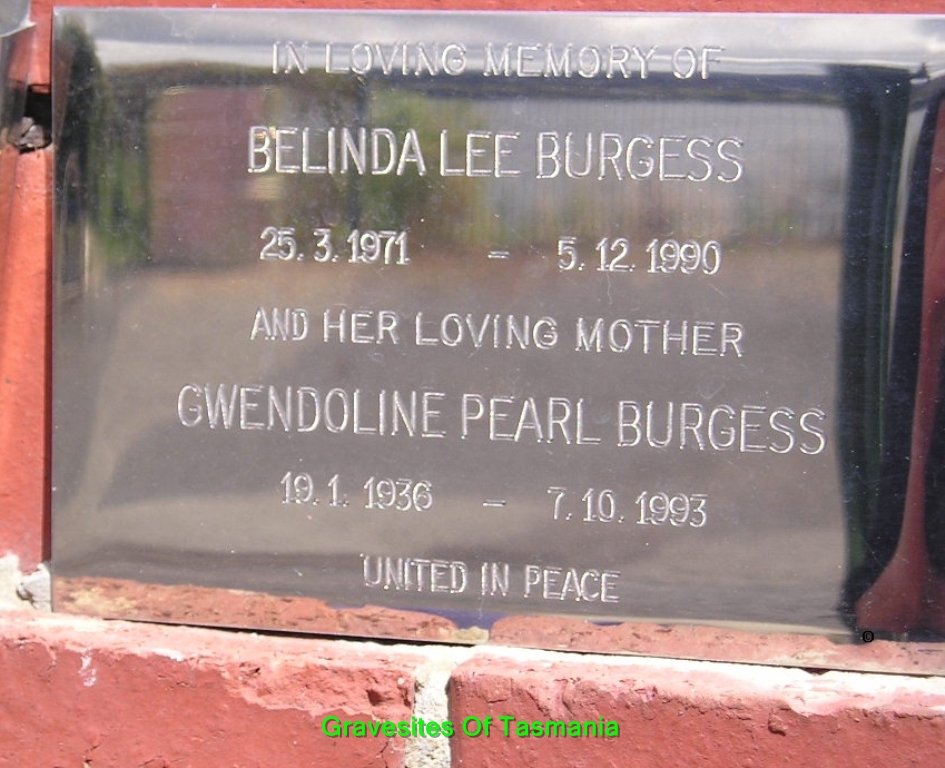 IN LOVING MEMORY OF
BELINDA LEE BURGESS
25. 3. 1971 - 5. 12. 1990
AND HER LOVING MOTHER
GWENDOLINE PEARL BURGESS
19. 1. 1936 - 7. 10. 1993
UNITED IN PEACE
©
Gravesites Of Tasmania